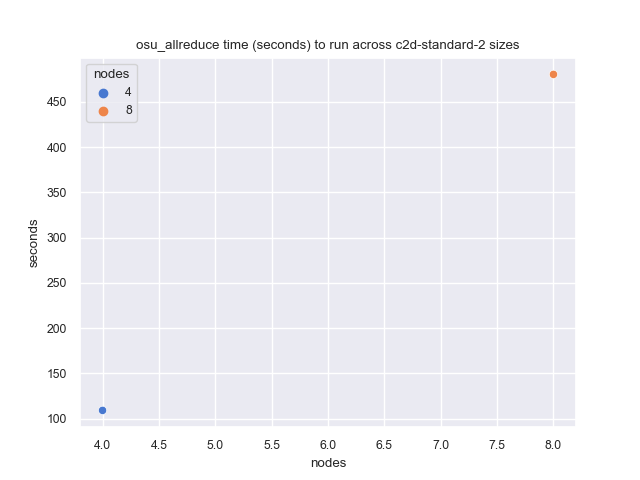 osu_allreduce time (seconds) to run across c2d-standard-2 sizes
nodes
4
8
450
400
350
300
250
200
150
100
seconds
4.0 4.5 5.0 5.5 6.0 6.5 7.0 7.5 8.0
nodes